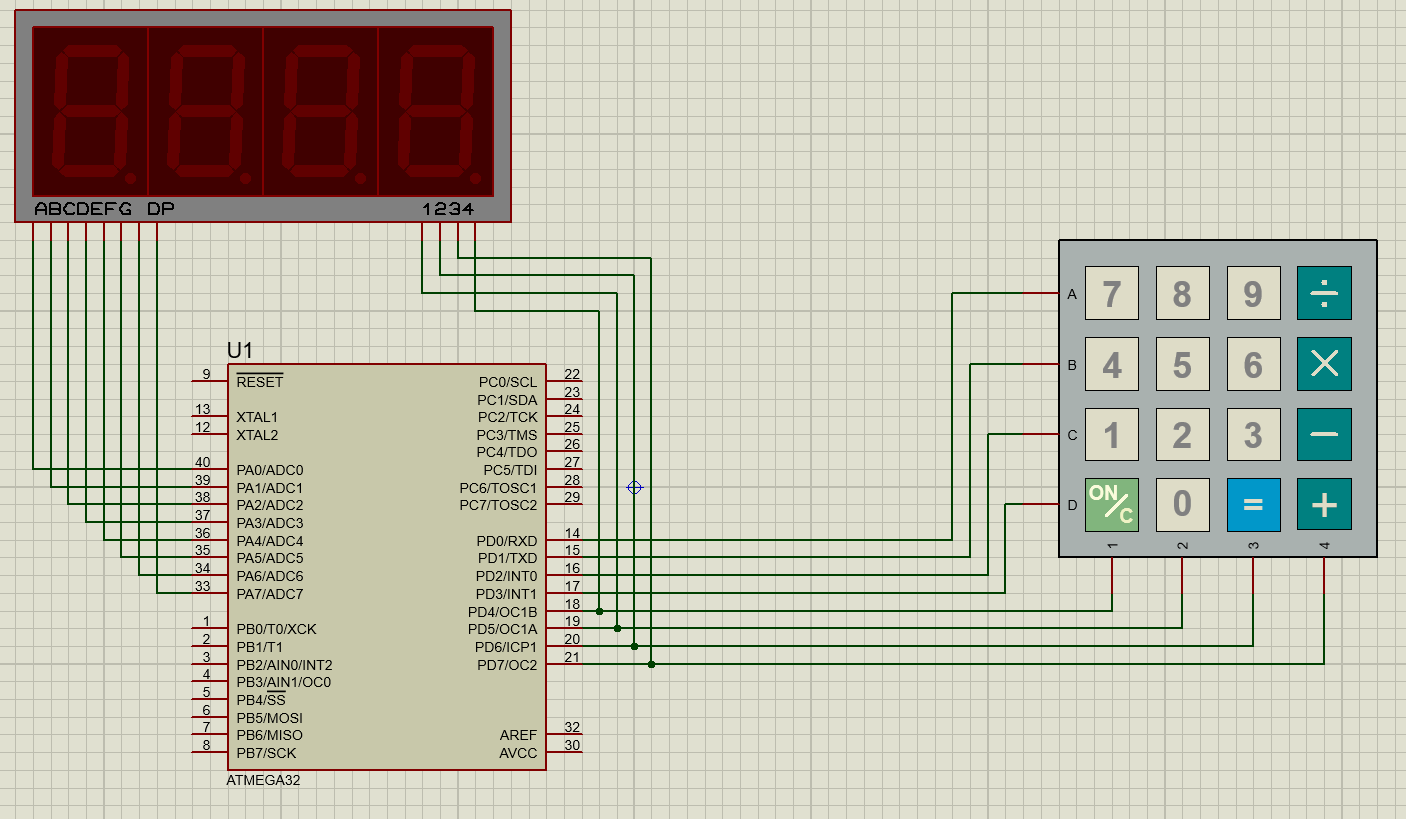 ABCDEFG DP
1234
U1
9 RESET
13 XTAL1
12 XTAL2
40 PA0/ADC0
39 PA1/ADC1
38 PA2/ADC2
37 PA3/ADC3
36 PA4/ADC4
35 PA5/ADC5
34 PA6/ADC6
33 PA7/ADC7
1 PB0/T0/XCK
2 PB1/T1
3 PB2/AIN0/INT2
4 PB3/AIN1/OC0
5 PB4/SS
6 PB5/MOSI
7 PB6/MISO
8 PB7/SCK
PC0/SCL 22
PC1/SDA 23
PC2/TCK 24
PC3/TMS 25
PC4/TDO 26
PC5/TDI 27
PC6/TOSC1 28
PC7/TOSC2 29
PD0/RXD 14
PD1/TXD 15
PD2/INT0 16
PD3/INT1 17
PD4/OC1B 18
PD5/OC1A 19
PD6/ICP1 20
PD7/OC2 21
AREF 32
AVCC 30
ATMEGA32
A 7 8 9 ÷
B 4 5 6 ×
C 1 2 3 −
D ON/C 0 = +
1 2 3 4